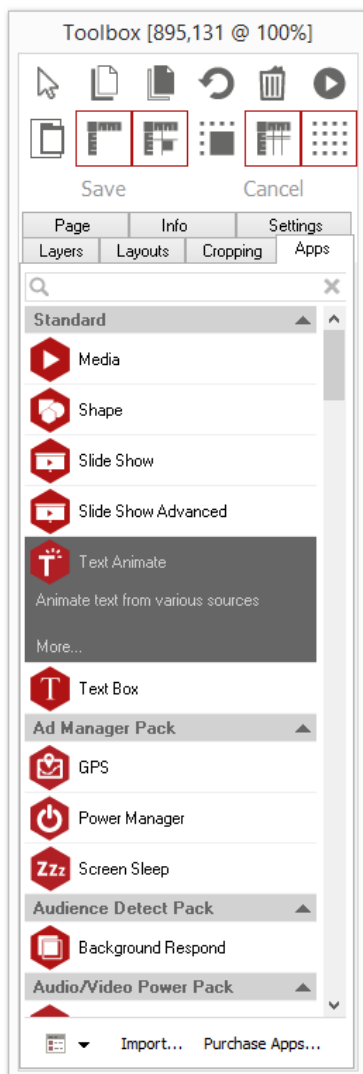 Toolbox [895,131 @ 100%]
Save Cancel
Page Info Settings
Layers Layouts Cropping Apps
Standard
Media
Shape
Slide Show
Slide Show Advanced
Text Animate
Animate text from various sources
More...
T Text Box
Ad Manager Pack
GPS
Power Manager
Zzz Screen Sleep
Audience Detect Pack
Background Respond
Audio/Video Power Pack
Import... Purchase Apps...